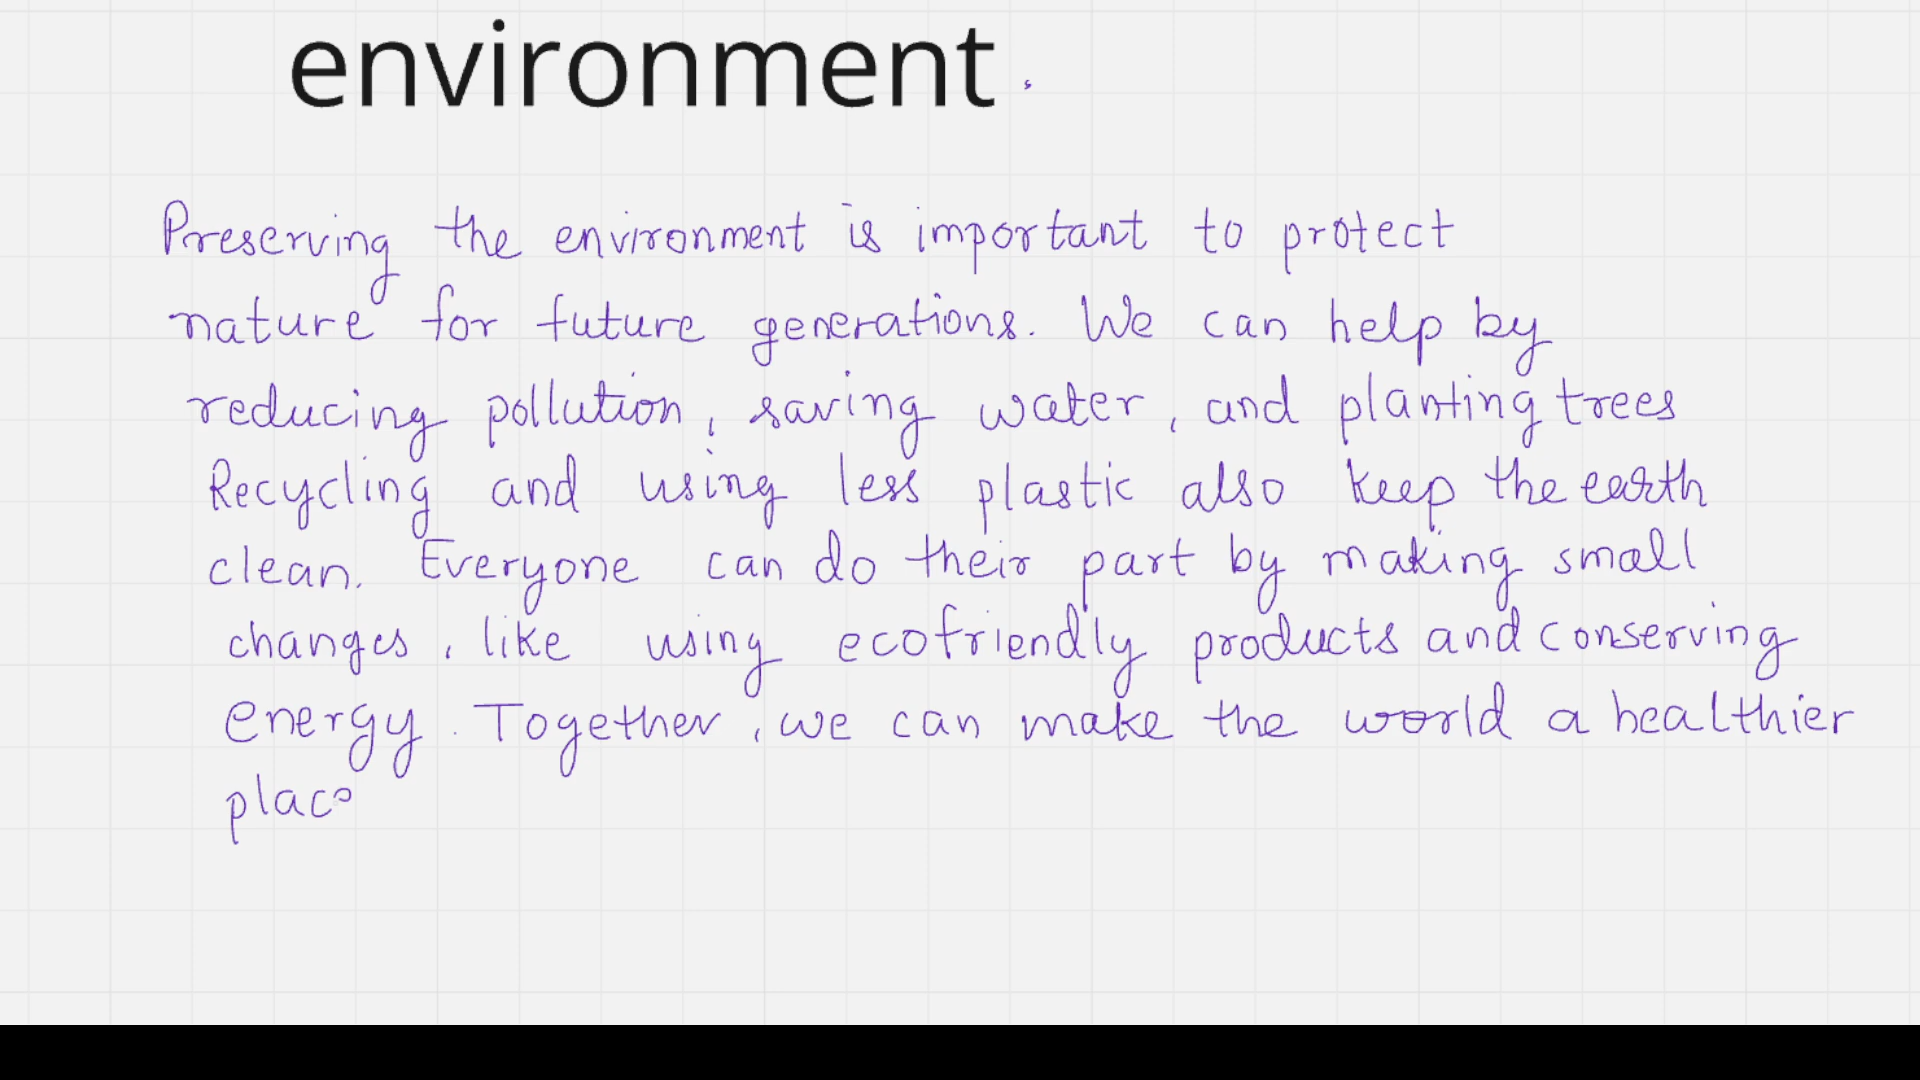 environment.
Preserving the environment is important to protect
nature for future generations. We can help by
reducing pollution, saving water, and planting trees
Recycling and using less plastic also keep the earth
clean. Everyone can do their part by making small
changes, like using ecofriendly products and conserving
energy. Together, we can make the world a healthier
place